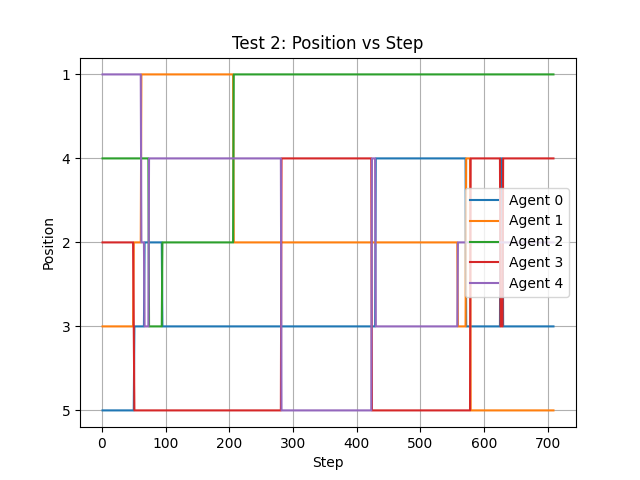 Test 2: Position vs Step
Position
1
4
2
3
5
Agent 0
Agent 1
Agent 2
Agent 3
Agent 4
0 100 200 300 400 500 600 700
Step